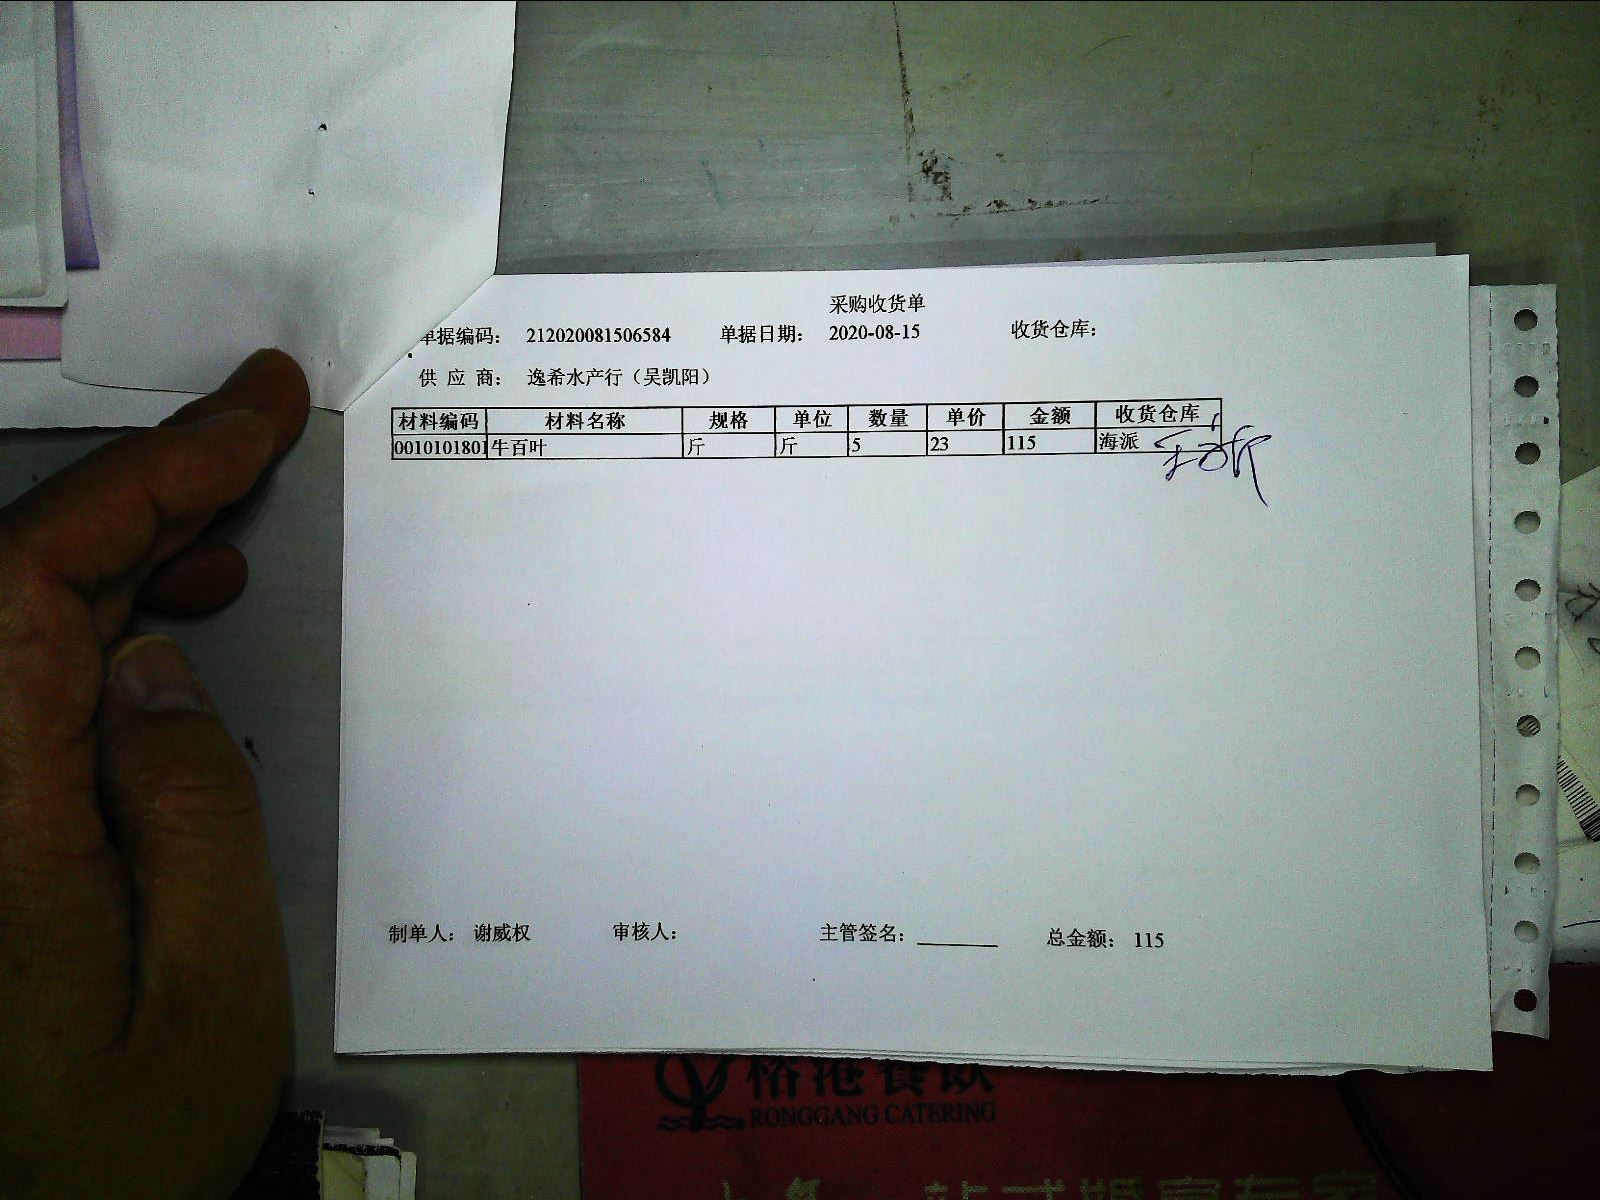 采购收货单
单据编码： 212020081506584 单据日期： 2020-08-15 收货仓库：
供 应 商： 逸希水产行（吴凯阳）
材料编码 材料名称 规格 单位 数量 单价 金额 收货仓库
0010101801 牛百叶 斤 斤 5 23 115 海派
制单人： 谢威权 审核人： 主管签名： 总金额： 115
RONGGANG CATERING